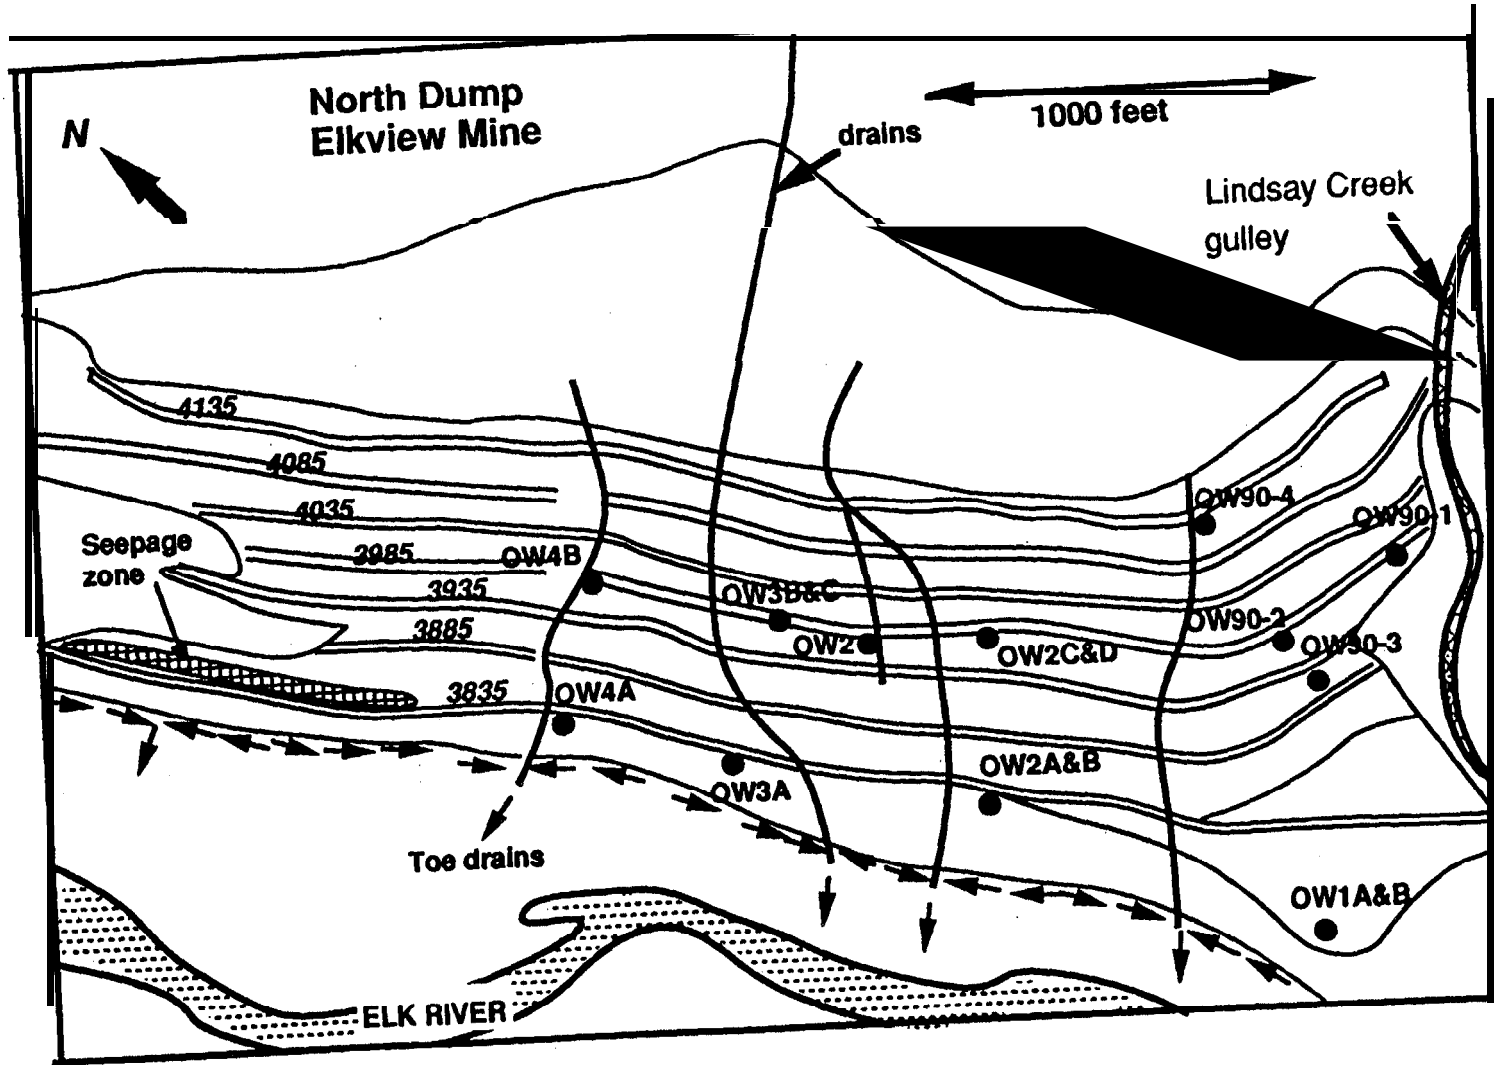 North Dump
Elkview Mine
N
1000 feet
drains
Lindsay Creek
gulley
4135
4085
4035
3985
3935
3885
3835
Seepage
zone
OW4B
OW3B&C
OW2
OW2C&D
OW90-4
OW90-1
OW90-2
OW90-3
OW4A
OW3A
OW2A&B
OW1A&B
Toe drains
ELK RIVER